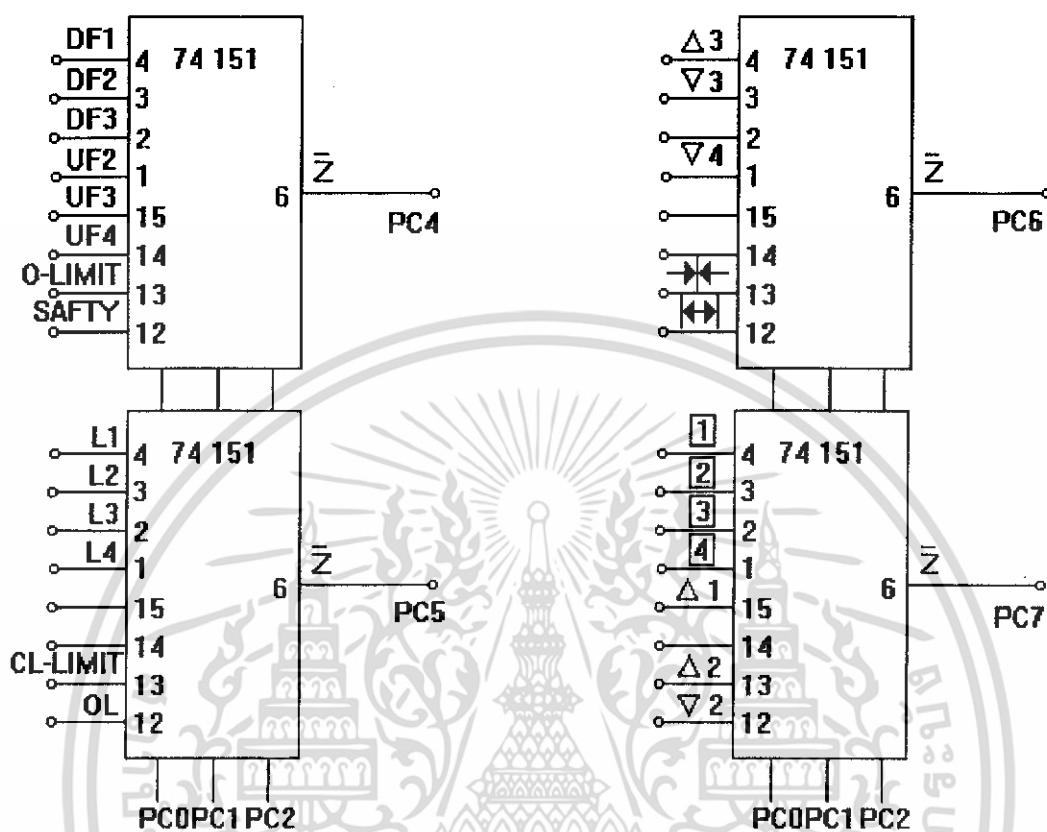 DF1
4
74 151
DF2
3
DF3
2
UF2
1
UF3
15
UF4
14
O-LIMIT
13
SAFTY
12
6
Z̅
PC4
△3
4
74 151
▽3
3
2
▽4
1
15
14
13
12
6
Z̅
PC6
L1
4
74 151
L2
3
L3
2
L4
1
15
14
CL-LIMIT
13
OL
12
6
Z̅
PC5
PC0 PC1 PC2
1
4
74 151
2
3
3
2
4
1
△1
15
14
△2
13
▽2
12
6
Z̅
PC7
PC0 PC1 PC2